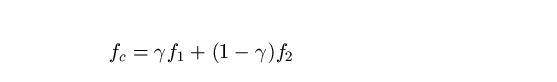 f_c = γf_1 + (1 − γ)f_2